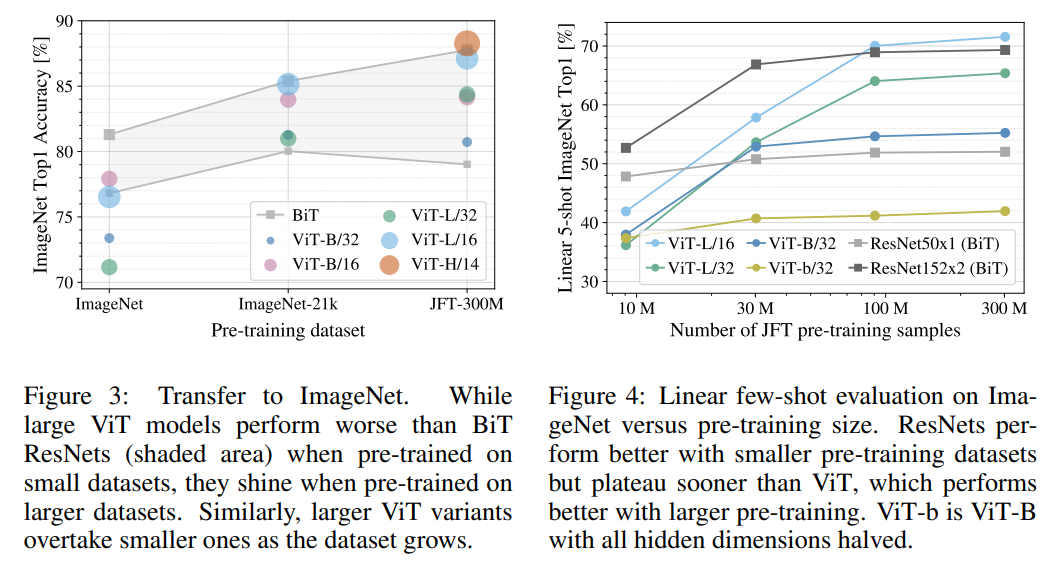 90
85
80
75
70
ImageNet Top1 Accuracy [%]
BiT
ViT-B/32
ViT-B/16
ViT-L/32
ViT-L/16
ViT-H/14
ImageNet
ImageNet-21k
JFT-300M
Pre-training dataset
70
60
50
40
30
Linear 5-shot ImageNet Top1 [%]
ViT-L/16
ViT-L/32
ViT-B/32
ViT-b/32
ResNet50x1 (BiT)
ResNet152x2 (BiT)
10 M
30 M
100 M
300 M
Number of JFT pre-training samples
Figure 3: Transfer to ImageNet. While
large ViT models perform worse than BiT
ResNets (shaded area) when pre-trained on
small datasets, they shine when pre-trained on
larger datasets. Similarly, larger ViT variants
overtake smaller ones as the dataset grows.
Figure 4: Linear few-shot evaluation on Ima-
geNet versus pre-training size. ResNets per-
form better with smaller pre-training datasets
but plateau sooner than ViT, which performs
better with larger pre-training. ViT-b is ViT-B
with all hidden dimensions halved.